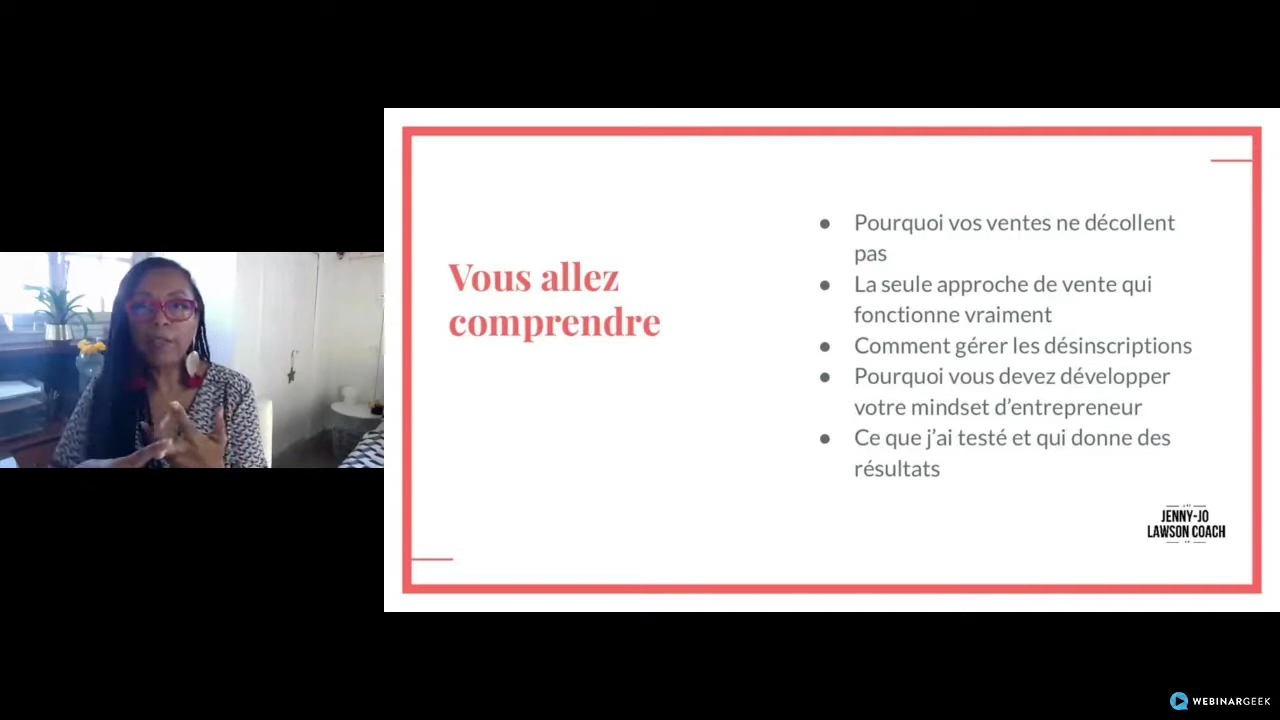 Vous allez
comprendre
● Pourquoi vos ventes ne décollent
pas
● La seule approche de vente qui
fonctionne vraiment
● Comment gérer les désinscriptions
● Pourquoi vous devez développer
votre mindset d’entrepreneur
● Ce que j’ai testé et qui donne des
résultats
JENNY-JO
LAWSON COACH
WEBINARGEEK